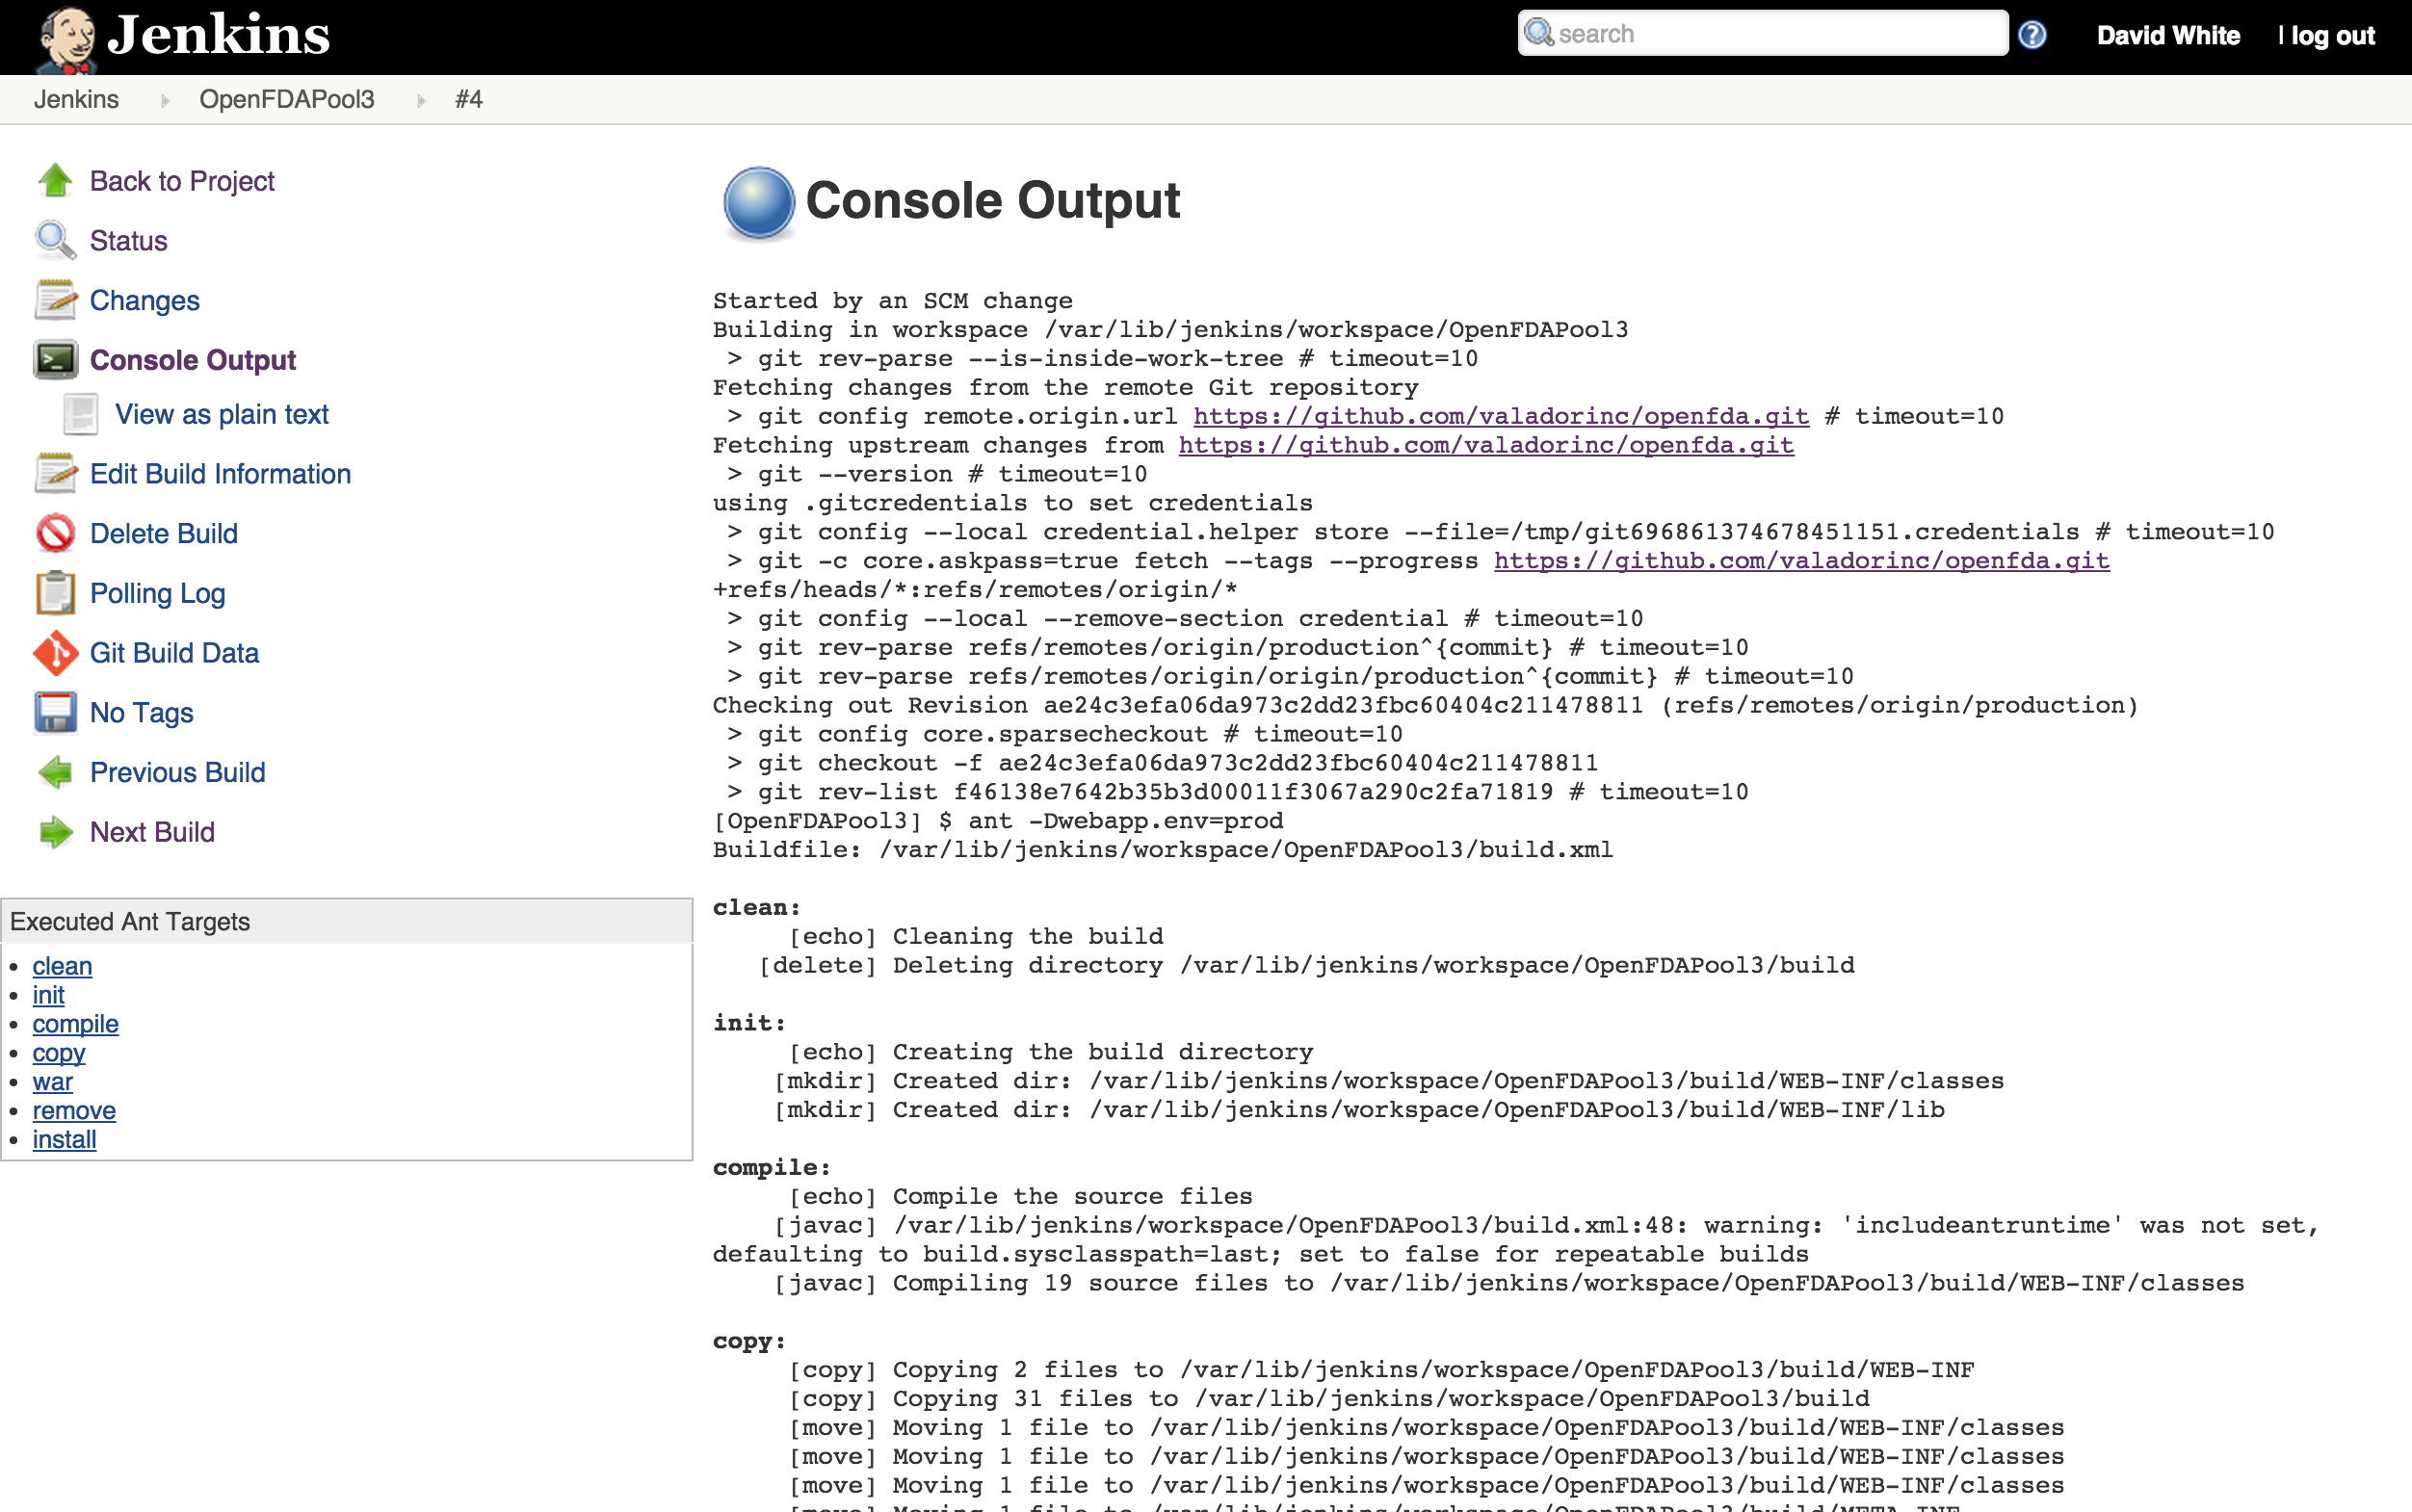 Jenkins
search
David White
| log out
Jenkins
OpenFDAPool3
#4
Back to Project
Status
Changes
Console Output
View as plain text
Edit Build Information
Delete Build
Polling Log
Git Build Data
No Tags
Previous Build
Next Build
Executed Ant Targets
clean
init
compile
copy
war
remove
install
Console Output
Started by an SCM change
Building in workspace /var/lib/jenkins/workspace/OpenFDAPool3
 > git rev-parse --is-inside-work-tree # timeout=10
Fetching changes from the remote Git repository
 > git config remote.origin.url https://github.com/valadorinc/openfda.git # timeout=10
Fetching upstream changes from https://github.com/valadorinc/openfda.git
 > git --version # timeout=10
using .gitcredentials to set credentials
 > git config --local credential.helper store --file=/tmp/git696861374678451151.credentials # timeout=10
 > git -c core.askpass=true fetch --tags --progress https://github.com/valadorinc/openfda.git
+refs/heads/*:refs/remotes/origin/*
 > git config --local --remove-section credential # timeout=10
 > git rev-parse refs/remotes/origin/production^{commit} # timeout=10
 > git rev-parse refs/remotes/origin/origin/production^{commit} # timeout=10
Checking out Revision ae24c3efa06da973c2dd23fbc60404c211478811 (refs/remotes/origin/production)
 > git config core.sparsecheckout # timeout=10
 > git checkout -f ae24c3efa06da973c2dd23fbc60404c211478811
 > git rev-list f46138e7642b35b3d00011f3067a290c2fa71819 # timeout=10
[OpenFDAPool3] $ ant -Dwebapp.env=prod
Buildfile: /var/lib/jenkins/workspace/OpenFDAPool3/build.xml
clean:
[echo] Cleaning the build
[delete] Deleting directory /var/lib/jenkins/workspace/OpenFDAPool3/build
init:
[echo] Creating the build directory
[mkdir] Created dir: /var/lib/jenkins/workspace/OpenFDAPool3/build/WEB-INF/classes
[mkdir] Created dir: /var/lib/jenkins/workspace/OpenFDAPool3/build/WEB-INF/lib
compile:
[echo] Compile the source files
[javac] /var/lib/jenkins/workspace/OpenFDAPool3/build.xml:48: warning: 'includeantruntime' was not set,
defaulting to build.sysclasspath=last; set to false for repeatable builds
[javac] Compiling 19 source files to /var/lib/jenkins/workspace/OpenFDAPool3/build/WEB-INF/classes
copy:
[copy] Copying 2 files to /var/lib/jenkins/workspace/OpenFDAPool3/build/WEB-INF
[copy] Copying 31 files to /var/lib/jenkins/workspace/OpenFDAPool3/build
[move] Moving 1 file to /var/lib/jenkins/workspace/OpenFDAPool3/build/WEB-INF/classes
[move] Moving 1 file to /var/lib/jenkins/workspace/OpenFDAPool3/build/WEB-INF/classes
[move] Moving 1 file to /var/lib/jenkins/workspace/OpenFDAPool3/build/WEB-INF/classes